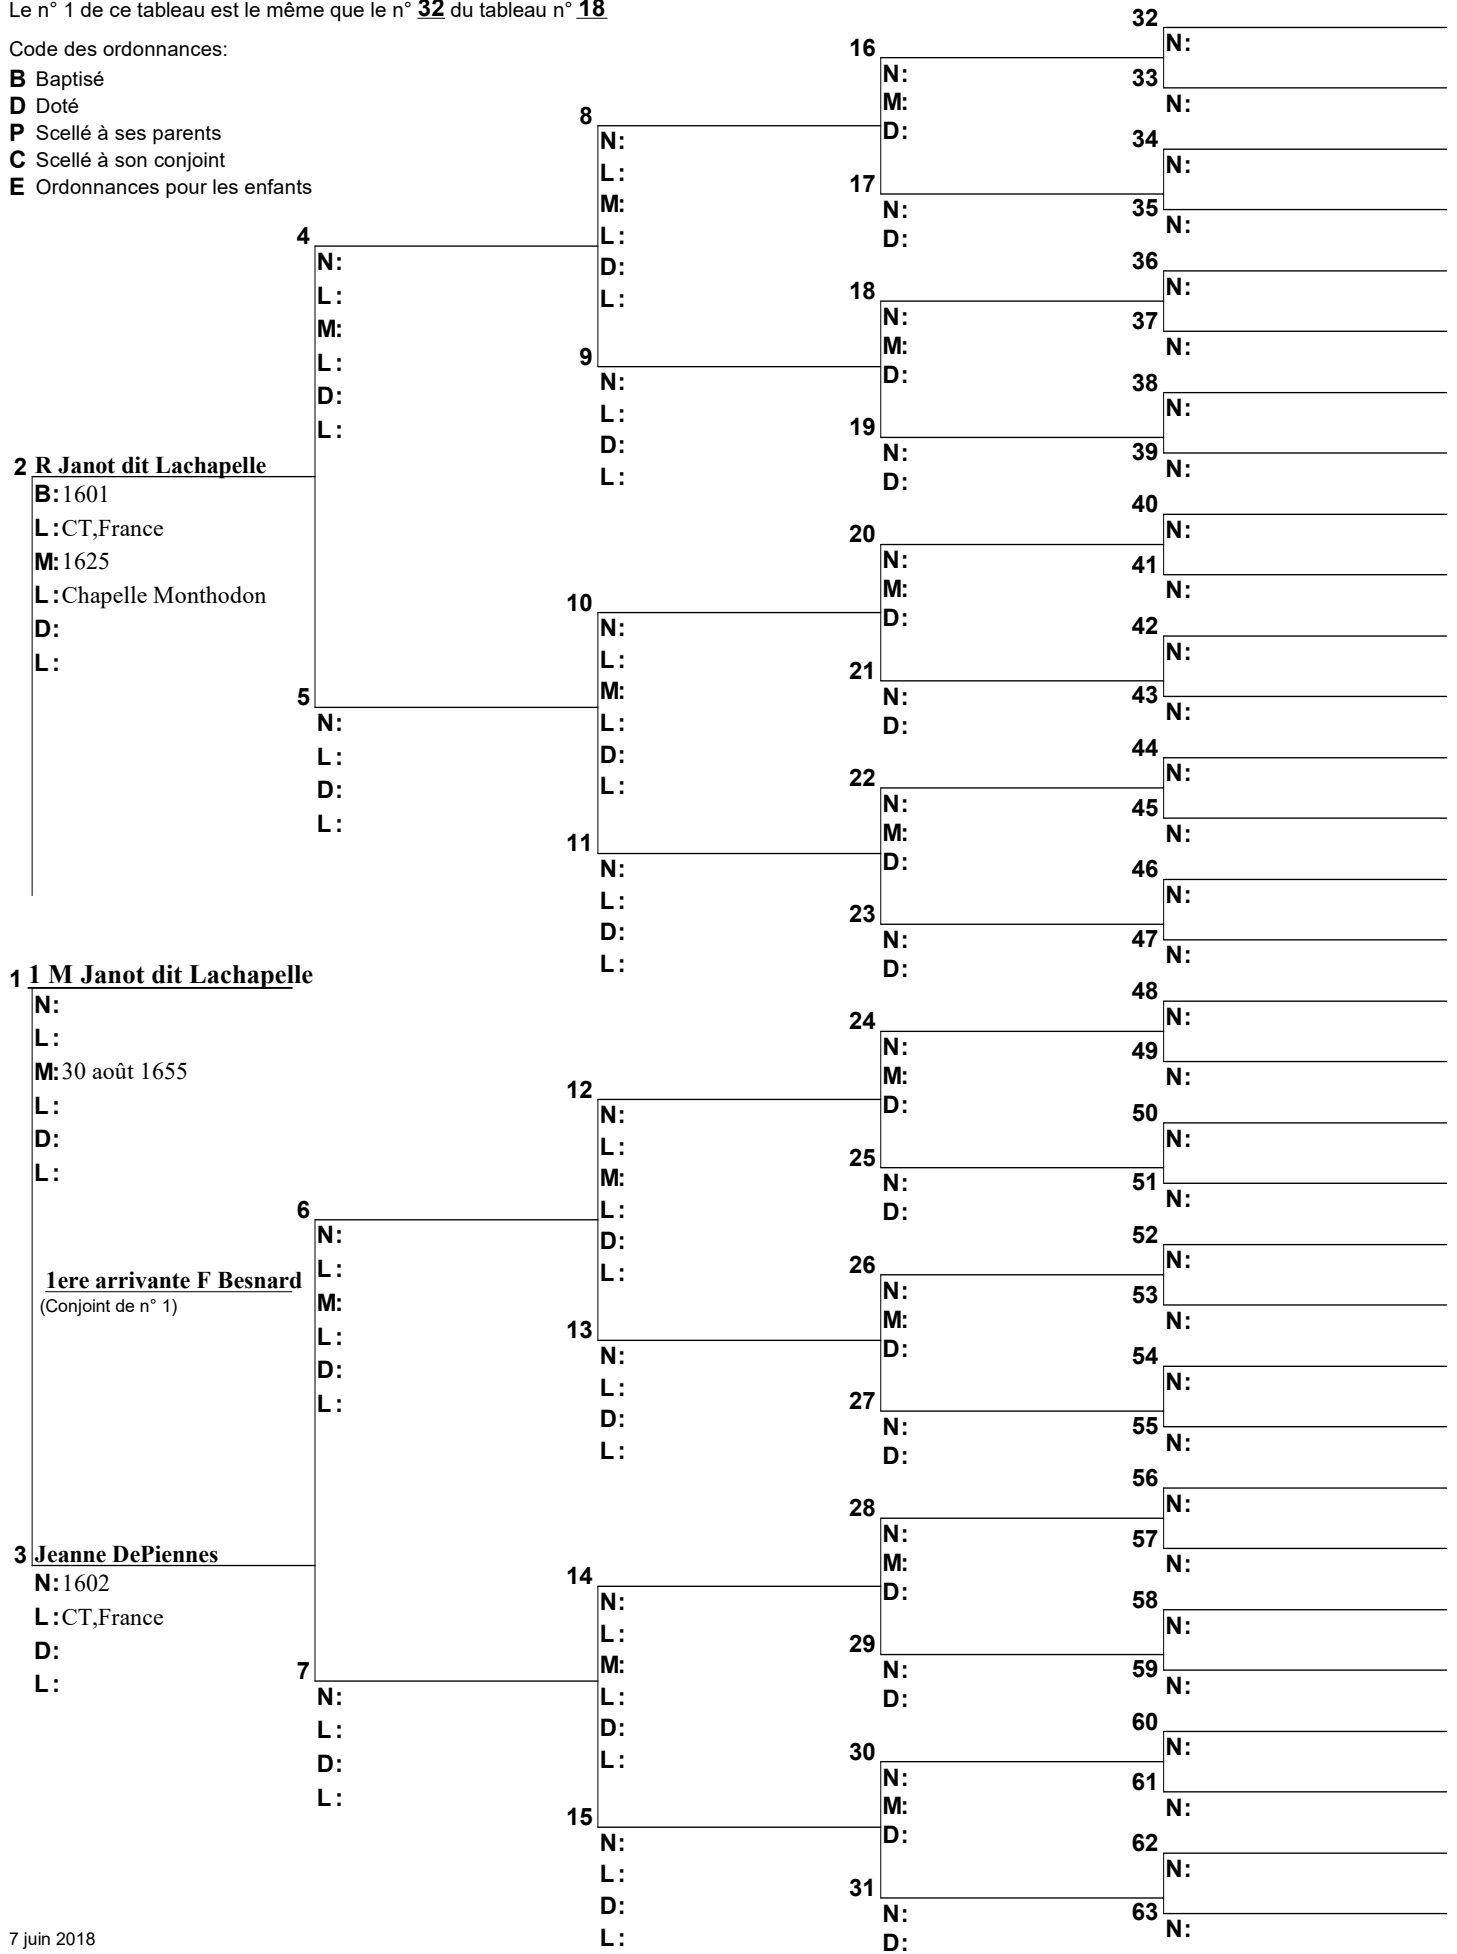 Le n° 1 de ce tableau est le même que le n° 32 du tableau n° 18
Code des ordonnances:
B Baptisé
D Doté
P Scellé à ses parents
C Scellé à son conjoint
E Ordonnances pour les enfants
2 R Janot dit Lachapelle
B: 1601
L: CT,France
M: 1625
L: Chapelle Monthodon
D:
L:
1 1 M Janot dit Lachapelle
N:
L:
M: 30 août 1655
L:
D:
L:
1ere arrivante F Besnard
(Conjoint de n° 1)
3 Jeanne DePiennes
N: 1602
L: CT,France
D:
L:
7 juin 2018
4
N:
L:
M:
L:
D:
L:
5
N:
L:
D:
L:
6
N:
L:
M:
L:
D:
L:
7
N:
L:
D:
L:
8
N:
L:
M:
L:
D:
L:
9
N:
L:
D:
L:
10
N:
L:
M:
L:
D:
L:
11
N:
L:
D:
L:
12
N:
L:
M:
L:
D:
L:
13
N:
L:
D:
L:
14
N:
L:
M:
L:
D:
L:
15
N:
L:
D:
L:
16
N:
M:
D:
17
N:
D:
18
N:
M:
D:
19
N:
D:
20
N:
M:
D:
21
N:
D:
22
N:
M:
D:
23
N:
D:
24
N:
M:
D:
25
N:
D:
26
N:
M:
D:
27
N:
D:
28
N:
M:
D:
29
N:
D:
30
N:
M:
D:
31
N:
D:
32
N:
33
N:
34
N:
35
N:
36
N:
37
N:
38
N:
39
N:
40
N:
41
N:
42
N:
43
N:
44
N:
45
N:
46
N:
47
N:
48
N:
49
N:
50
N:
51
N:
52
N:
53
N:
54
N:
55
N:
56
N:
57
N:
58
N:
59
N:
60
N:
61
N:
62
N:
63
N: